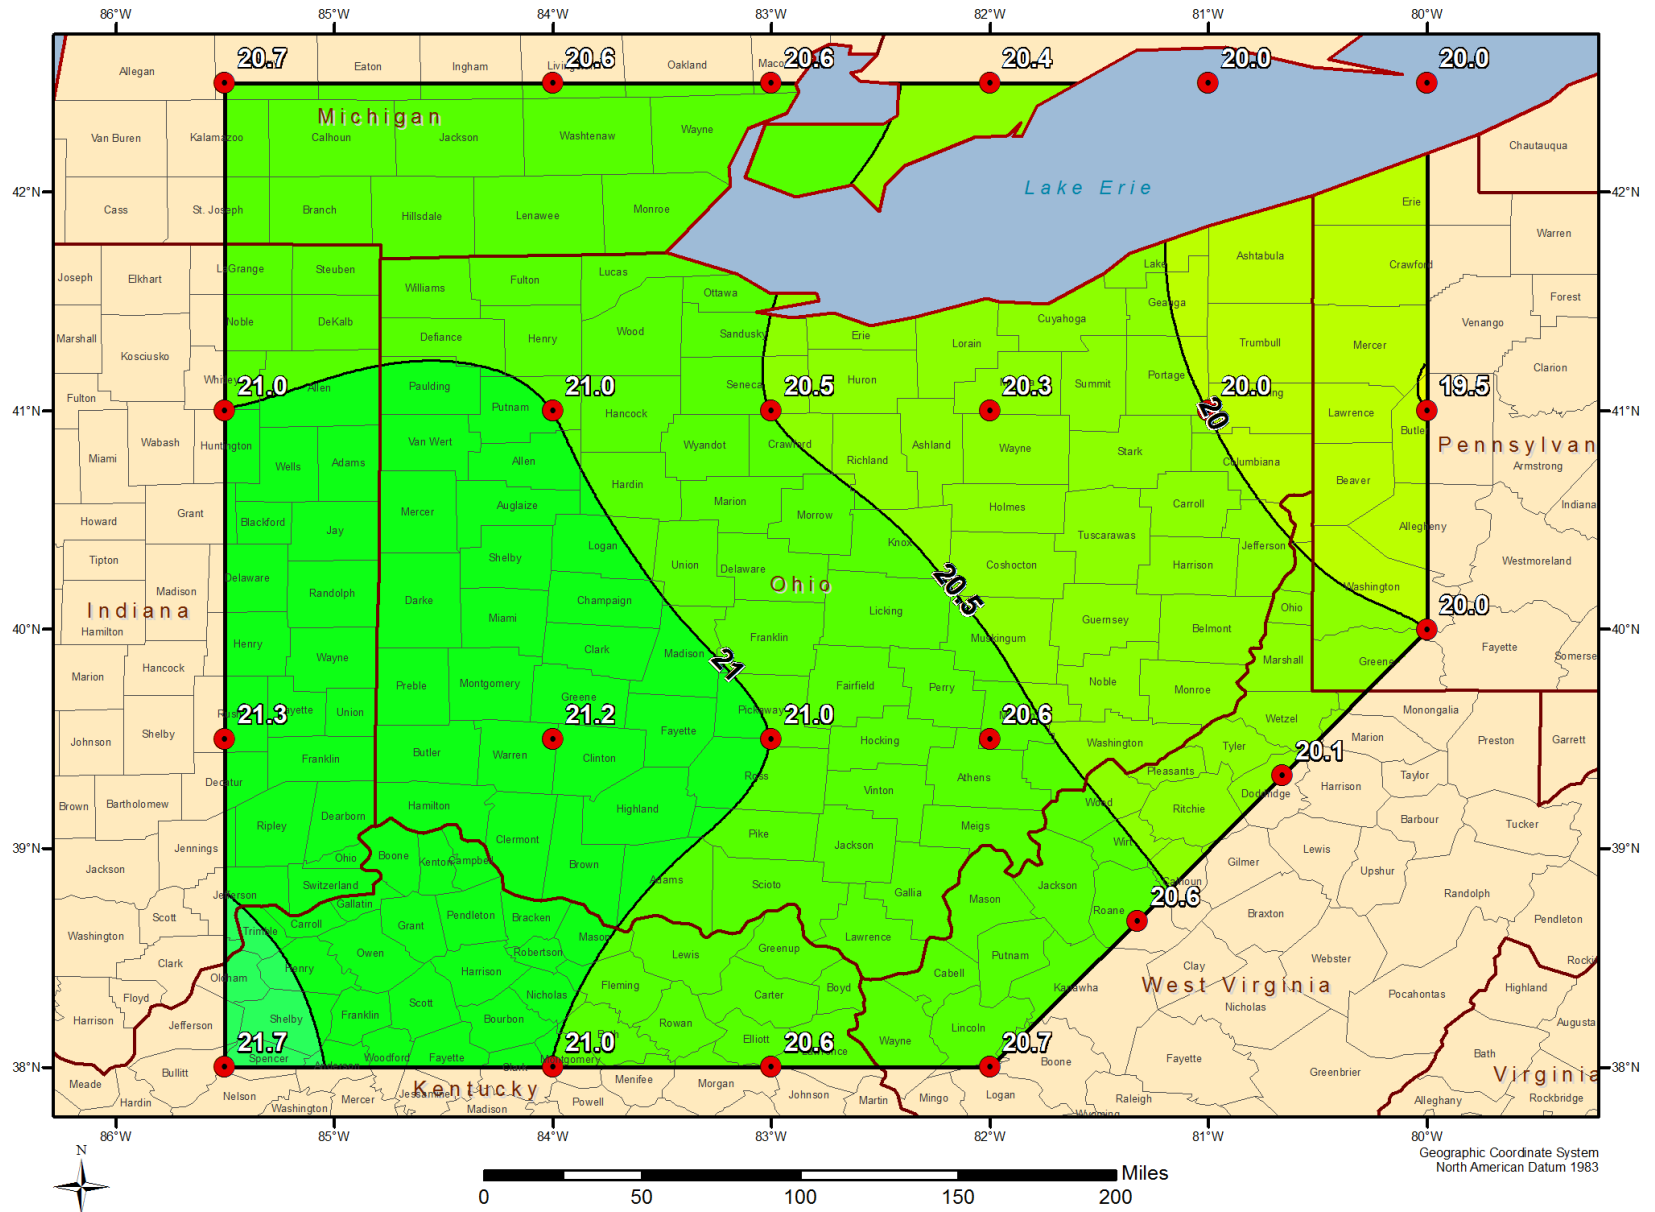 86°W 85°W 84°W 83°W 82°W 81°W 80°W
20.7 20.6 20.6 20.4 20.0 20.0
Allegan Eaton Ingham Oakland
Michigan
Van Buren Kalamazoo Calhoun Jackson Washtenaw Wayne Chautauqua
42°N Lake Erie 42°N
Cass St. Joseph Branch Hillsdale Lenawee Monroe Erie
Warren
Joseph Elkhart LaGrange Steuben Williams Fulton Lucas Ottawa Lake Ashtabula Crawford
Geauga Forest
Marshall Kosciusko Noble DeKalb Defiance Henry Wood Sandusky Erie Lorain Cuyahoga Trumbull Mercer Venango
Clarion
Fulton Allen Paulding Seneca Huron Summit Portage
21.0 21.0 20.5 20.3 20.0 19.5
41°N Putnam Hancock 20 Lawrence 41°N
Wabash Huntington Van Wert Wyandot Crawford Ashland Wayne Stark Columbiana Butler Pennsylvan
Miami Wells Adams Allen Richland Armstrong
Howard Grant Blackford Jay Mercer Auglaize Hardin Marion Morrow Holmes Carroll Beaver Indiana
Tipton Shelby Logan Knox Tuscarawas Jefferson Allegheny
Madison Delaware Randolph Darke Champaign Union Delaware Ohio 20.5 Coshocton Harrison Washington Westmoreland
Indiana Miami Licking Guernsey Ohio 20.0
40°N Hamilton Henry Wayne Clark Franklin Muskingum Belmont 40°N
Marion Hancock Preble Montgomery Greene Madison 21 Fairfield Perry Noble Monroe Marshall Greene Fayette Somerse
21.3 Fayette Union 21.2 Pickaway 21.0 20.6 Wetzel Monongalia
Johnson Shelby Franklin Butler Warren Clinton Fayette Hocking Washington Tyler 20.1 Marion Preston Garrett
Brown Bartholomew Decatur Ross Vinton Athens Pleasants Doddridge Harrison Taylor
Ripley Dearborn Hamilton Highland Wood Ritchie Barbour Tucker
39°N Jennings Ohio Boone Kenton Campbell Clermont Brown Pike Jackson Meigs Wirt Gilmer Lewis 39°N
Jackson Jefferson Switzerland Adams Scioto Gallia Jackson Calhoun Upshur Randolph
20.6
Scott Gallatin Carroll Grant Pendleton Bracken Mason Roane Braxton Pendleton
Washington Trimble Owen Robertson Mason Lewis Greenup Lawrence Putnam Webster Rocki
Clark Oldham Henry Harrison Cabell Clay
Floyd Nicholas Fleming Carter Boyd Kanawha West Virginia Pocahontas Highland
Harrison Jefferson Shelby Franklin Scott Bourbon Rowan Lincoln Nicholas Augusta
21.7 21.0 Bath Elliott 20.6 Wayne 20.7
38°N Spencer Anderson Woodford Fayette Clark Montgomery Lawrence Boone Fayette Greenbrier Bath 38°N
Meade Bullitt Kentucky Menifee Morgan Virginia
Hardin Nelson Washington Mercer Jessamine Madison Powell Johnson Martin Mingo Logan Wyoming Raleigh Alleghany Rockbridge
86°W 85°W 84°W 83°W 82°W 81°W 80°W
N
Miles
0 50 100 150 200
Geographic Coordinate System
North American Datum 1983